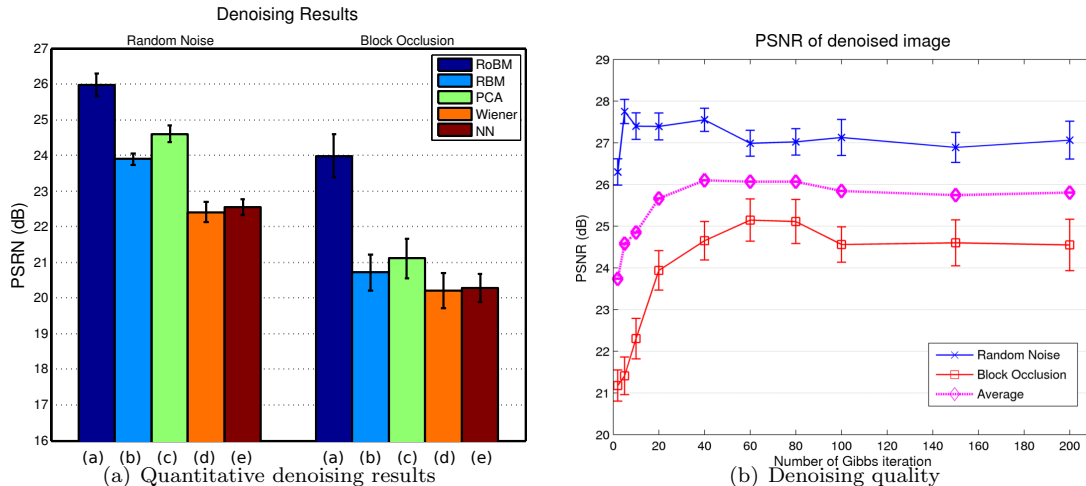 Denoising Results
Random Noise
Block Occlusion
27
26
25
24
23
22
21
20
19
18
17
16
PSRN (dB)
RoBM
RBM
PCA
Wiener
NN
(a) (b) (c) (d) (e) (a) (b) (c) (d) (e)
(a) Quantitative denoising results
PSNR of denoised image
29
28
27
26
25
24
23
22
21
20
PSNR (dB)
Random Noise
Block Occlusion
Average
0 20 40 60 80 100 120 140 160 180 200
Number of Gibbs iteration
(b) Denoising quality